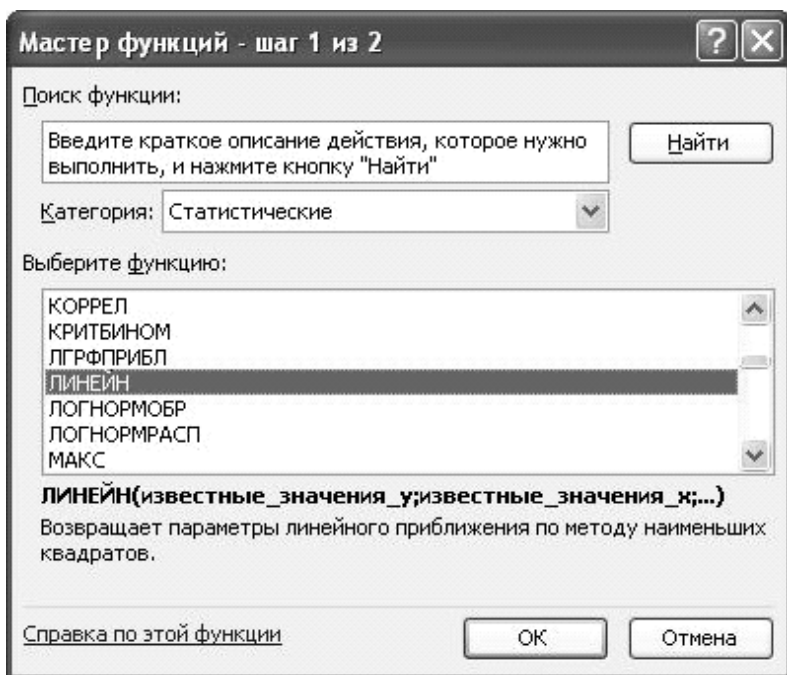 Мастер функций - шаг 1 из 2
Поиск функции:
Введите краткое описание действия, которое нужно
выполнить, и нажмите кнопку "Найти"
Найти
Категория: Статистические
Выберите функцию:
КОРРЕЛ
КРИТБИНОМ
ЛГРФПРИБЛ
ЛИНЕЙН
ЛОГНОРМОБР
ЛОГНОРМРАСП
МАКС
ЛИНЕЙН(известные_значения_y;известные_значения_x;...)
Возвращает параметры линейного приближения по методу наименьших
квадратов.
Справка по этой функции
ОК
Отмена